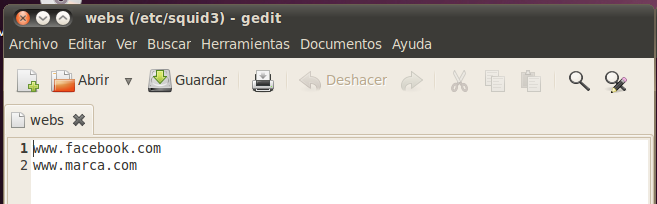 webs (/etc/squid3) - gedit
Archivo Editar Ver Buscar Herramientas Documentos Ayuda
Abrir Guardar Deshacer
webs
1 www.facebook.com
2 www.marca.com